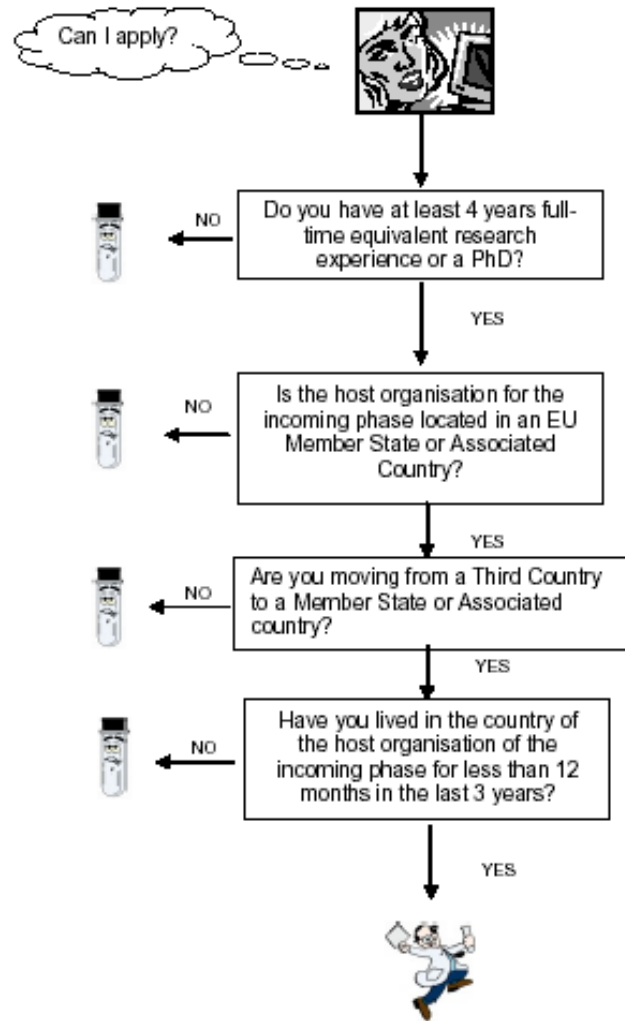 Can I apply?
Do you have at least 4 years full-
time equivalent research
experience or a PhD?
NO
YES
Is the host organisation for the
incoming phase located in an EU
Member State or Associated
Country?
NO
YES
Are you moving from a Third Country
to a Member State or Associated
country?
NO
YES
Have you lived in the country of
the host organisation of the
incoming phase for less than 12
months in the last 3 years?
NO
YES